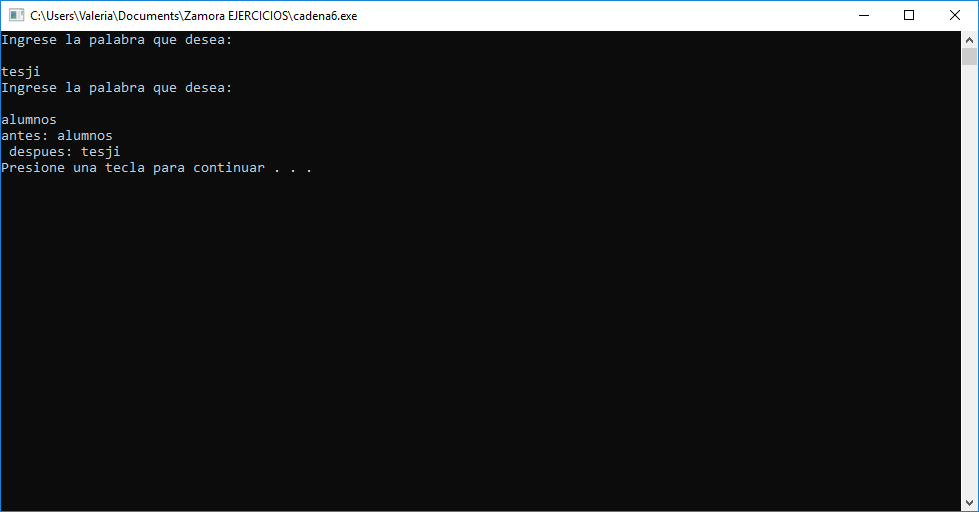 C:\Users\Valeria\Documents\Zamora EJERCICIOS\cadena6.exe
Ingrese la palabra que desea:
tesji
Ingrese la palabra que desea:
alumnos
antes: alumnos
despues: tesji
Presione una tecla para continuar . . .